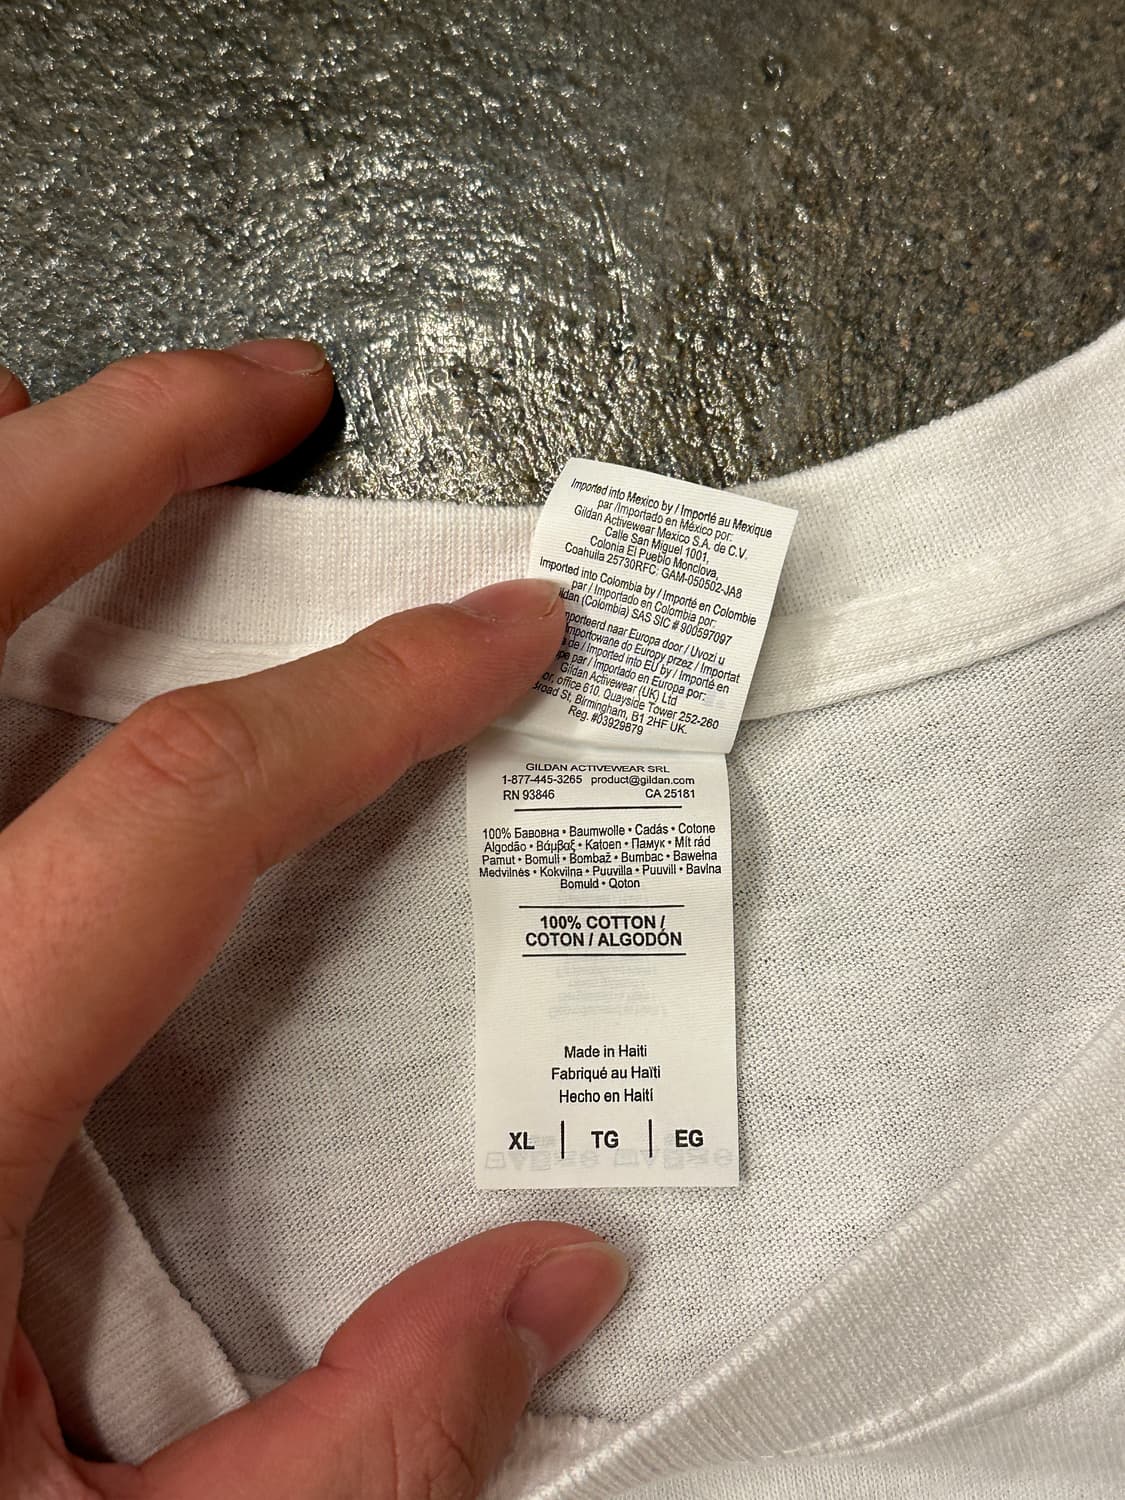 Imported into Mexico by / Importé au Mexique
par /Importado en México por:
Gildan Activewear Mexico S.A. de C.V.
Calle San Miguel 1001,
Colonia El Pueblo Monclova,
Coahuila 25730RFC: GAM-050502-JA8
Imported into Colombia by / Importé en Colombie
par / Importado en Colombia por:
(Colombia) SAS SIC # 900597097
naar Europa door / Uvozi u
do Europy przez / Importat
de / Imported into EU by / Importé en
par / Importado en Europa por:
Gildan Activewear (UK) Ltd
office 610. Quayside Tower 252-260
Broad St, Birmingham, B1 2HF UK.
Reg. #03929879
GILDAN ACTIVEWEAR SRL
1-877-445-3265 product@gildan.com
RN 93846 CA 25181
100% Бавовна • Baumwolle • Cadás • Cotone
Algodão • Βάμβαξ • Katoen • Памук • Mít rád
Pamut • Bomull • Bombaž • Bumbac • Bawełna
Medvilnės • Kokvilna • Puuvilla • Puuvill • Bavlna
Bomuld • Qoton
100% COTTON /
COTON / ALGODÓN
Made in Haiti
Fabriqué au Haïti
Hecho en Haití
XL | TG | EG